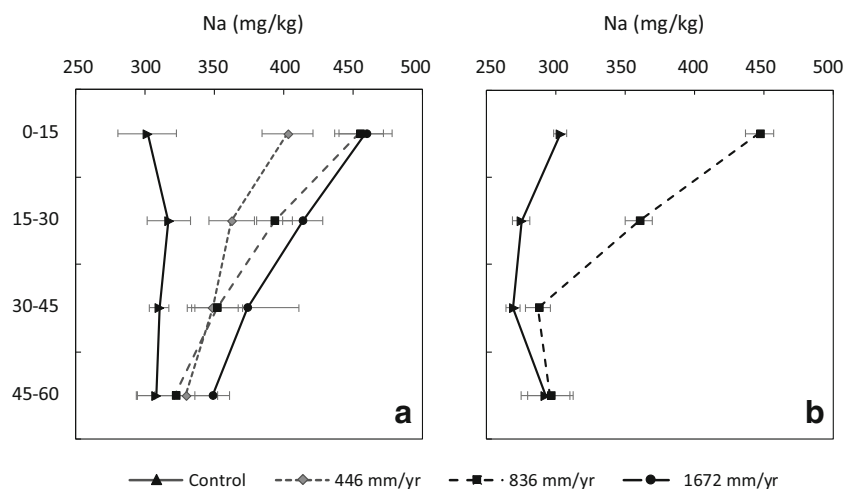 Na (mg/kg) Na (mg/kg)
250 300 350 400 450 500 250 300 350 400 450 500
0-15
15-30
30-45
45-60
a b
Control 446 mm/yr 836 mm/yr 1672 mm/yr